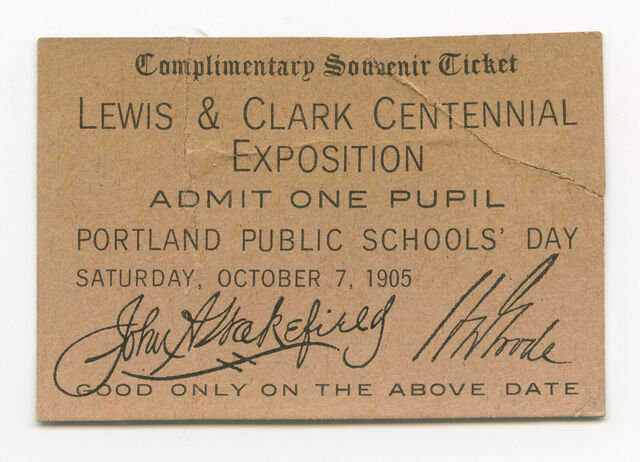 Complimentary Souvenir Ticket
LEWIS & CLARK CENTENNIAL
EXPOSITION
ADMIT ONE PUPIL
PORTLAND PUBLIC SCHOOLS' DAY
SATURDAY, OCTOBER 7, 1905
John A Wakefield H W Goode
GOOD ONLY ON THE ABOVE DATE